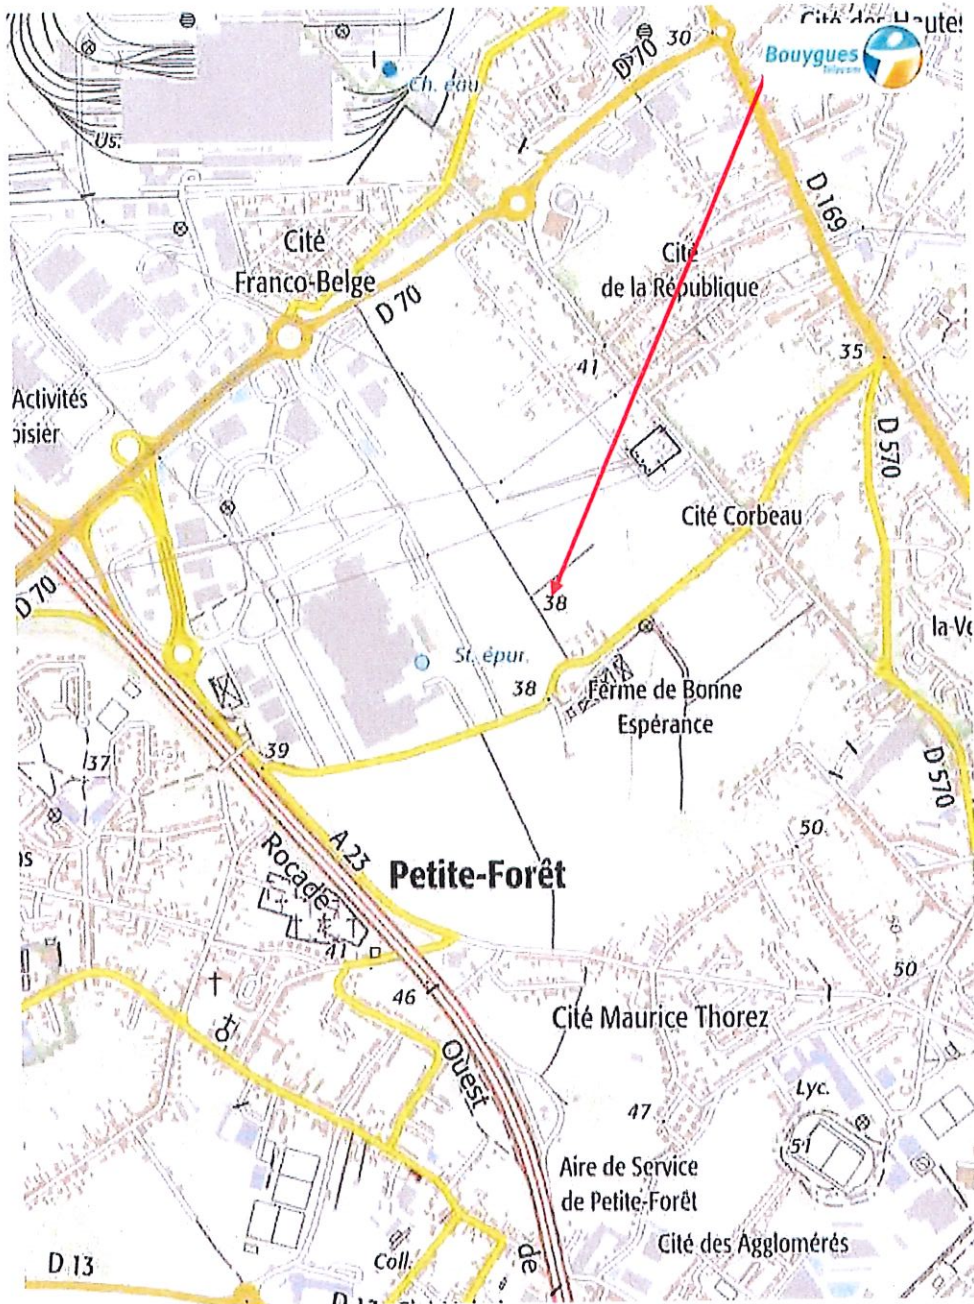 Cité des Hautes
Bouygues
Telecom
30
D 70
Ch. eau
Us.
D 169
Cité
Franco-Belge
Cité
de la République
D 70
41
35
Activités
D 570
Cité Corbeau
D 70
38
St. épur.
38
Ferme de Bonne
Espérance
39
37
D 570
50
A 23
Petite-Forêt
Rocade
41
50
46
Cité Maurice Thorez
Ouest
Lyc.
47
51
Aire de Service
de Petite-Forêt
Cité des Agglomérés
de
Coll.
D 13